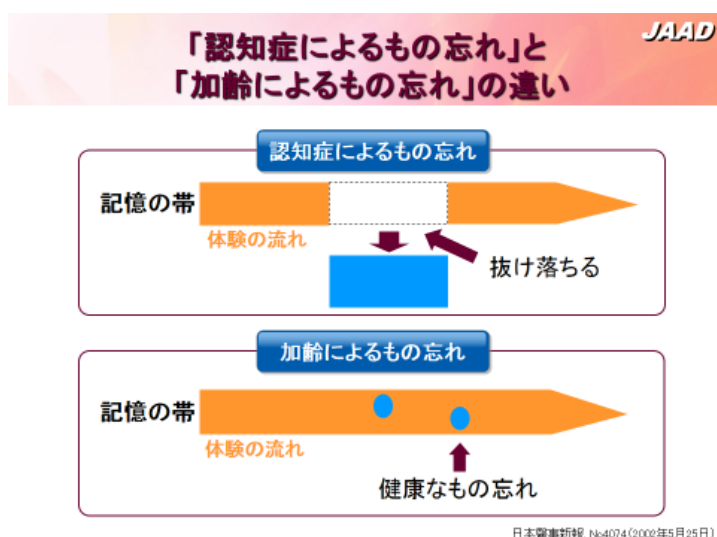 JAAD
「認知症によるもの忘れ」と
「加齢によるもの忘れ」の違い
認知症によるもの忘れ
記憶の帯
体験の流れ
抜け落ちる
加齢によるもの忘れ
記憶の帯
体験の流れ
健康なもの忘れ
日本醫事新報 No4074(2002年5月25日)